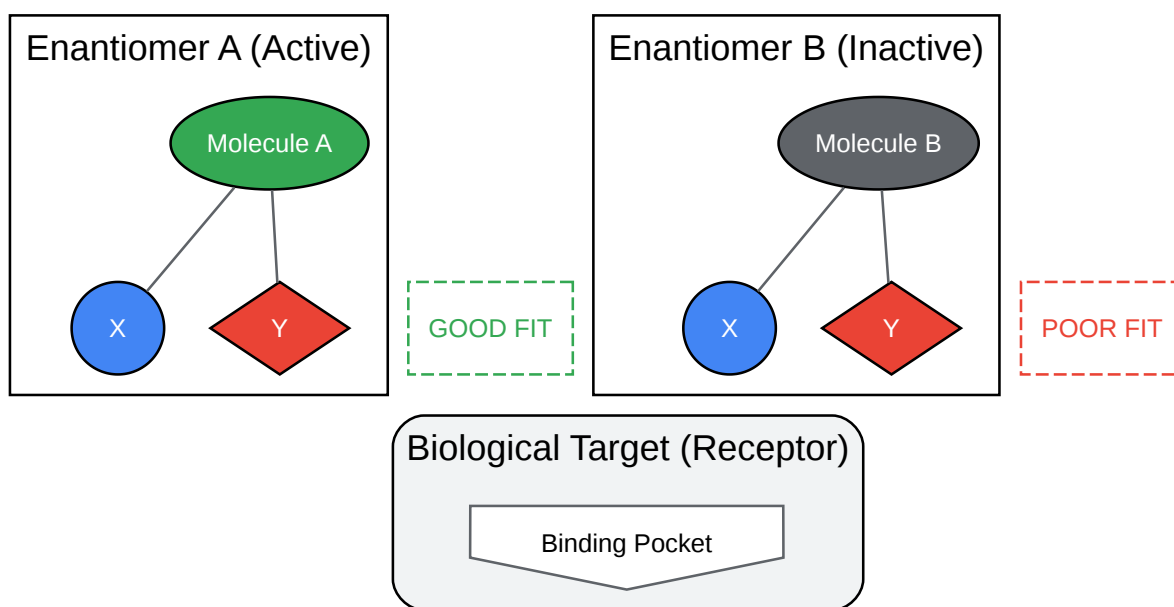 Enantiomer A (Active)
Molecule A
X
Y
GOOD FIT
Enantiomer B (Inactive)
Molecule B
X
Y
POOR FIT
Biological Target (Receptor)
Binding Pocket